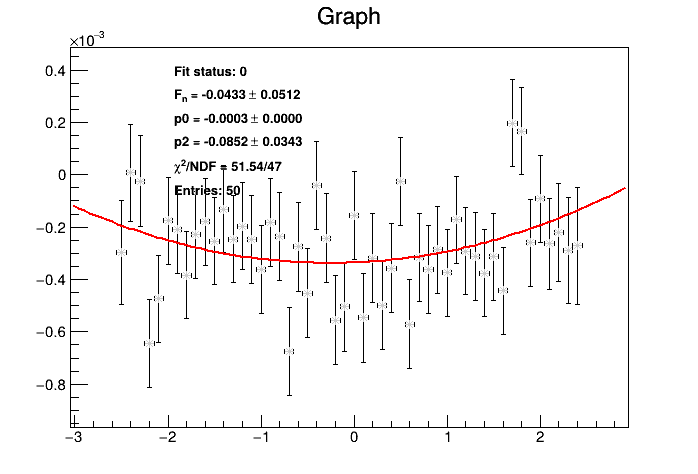 Graph
×10⁻³
Fit status: 0
Fₙ = -0.0433 ± 0.0512
p0 = -0.0003 ± 0.0000
p2 = -0.0852 ± 0.0343
χ²/NDF = 51.54/47
Entries: 50
0.4
0.2
0
−0.2
−0.4
−0.6
−0.8
−3 −2 −1 0 1 2